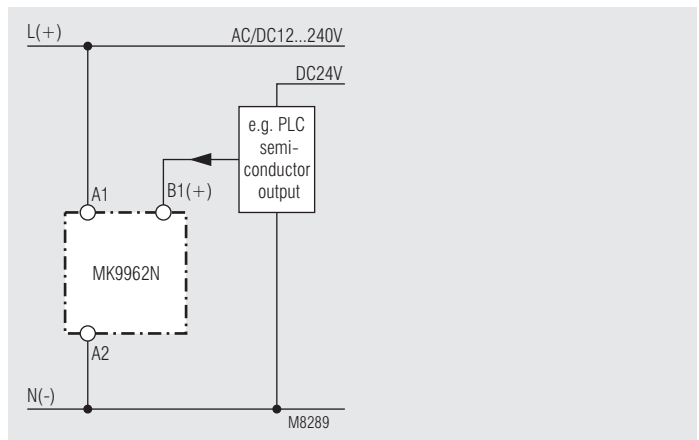 L(+)
AC/DC12...240V
DC24V
e.g. PLC
semi-
conductor
output
A1
B1(+)
MK9962N
A2
N(-)
M8289